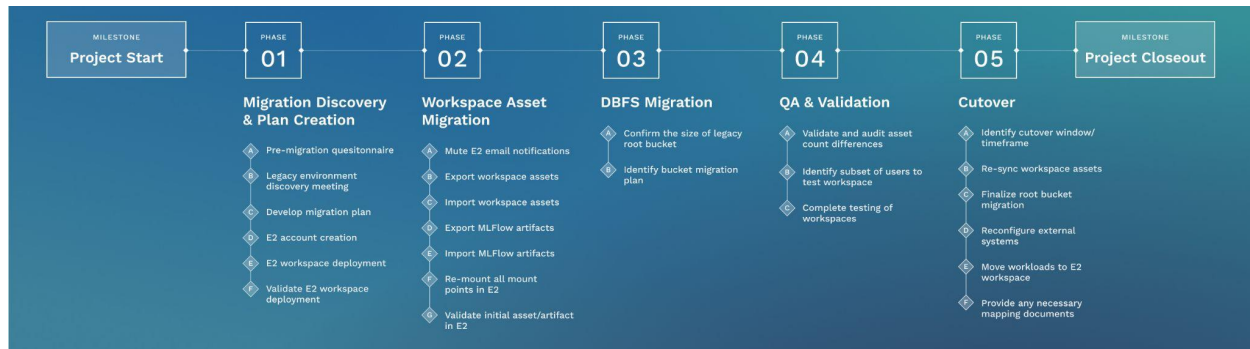 MILESTONE
Project Start
PHASE
01
Migration Discovery
& Plan Creation
A
Pre-migration quesitonnaire
B
Legacy environment
discovery meeting
C
Develop migration plan
D
E2 account creation
E
E2 workspace deployment
F
Validate E2 workspace
deployment
PHASE
02
Workspace Asset
Migration
A
Mute E2 email notifications
B
Export workspace assets
C
Import workspace assets
D
Export MLFlow artifacts
E
Import MLFlow artifacts
F
Re-mount all mount
points in E2
G
Validate initial asset/artifact
in E2
PHASE
03
DBFS Migration
A
Confirm the size of legacy
root bucket
B
Identify bucket migration
plan
PHASE
04
QA & Validation
A
Validate and audit asset
count differences
B
Identify subset of users to
test workspace
C
Complete testing of
workspaces
PHASE
05
Cutover
A
Identify cutover window/
timeframe
B
Re-sync workspace assets
C
Finalize root bucket
migration
D
Reconfigure external
systems
E
Move workloads to E2
workspace
F
Provide any necessary
mapping documents
MILESTONE
Project Closeout